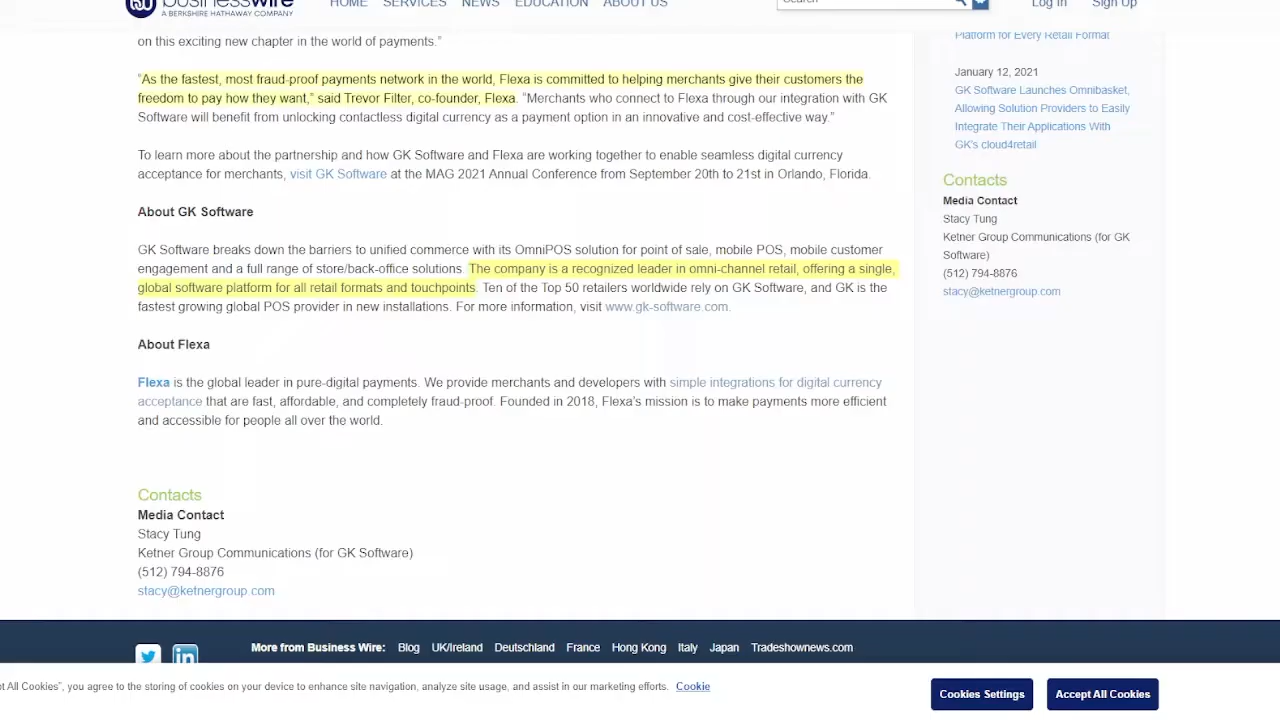 businesswire
A BERKSHIRE HATHAWAY COMPANY
HOME SERVICES NEWS EDUCATION ABOUT US
Search
Log In Sign Up
on this exciting new chapter in the world of payments.”
“As the fastest, most fraud-proof payments network in the world, Flexa is committed to helping merchants give their customers the
freedom to pay how they want,” said Trevor Filter, co-founder, Flexa. “Merchants who connect to Flexa through our integration with GK
Software will benefit from unlocking contactless digital currency as a payment option in an innovative and cost-effective way.”
To learn more about the partnership and how GK Software and Flexa are working together to enable seamless digital currency
acceptance for merchants, visit GK Software at the MAG 2021 Annual Conference from September 20th to 21st in Orlando, Florida.
About GK Software
GK Software breaks down the barriers to unified commerce with its OmniPOS solution for point of sale, mobile POS, mobile customer
engagement and a full range of store/back-office solutions. The company is a recognized leader in omni-channel retail, offering a single,
global software platform for all retail formats and touchpoints. Ten of the Top 50 retailers worldwide rely on GK Software, and GK is the
fastest growing global POS provider in new installations. For more information, visit www.gk-software.com.
About Flexa
Flexa is the global leader in pure-digital payments. We provide merchants and developers with simple integrations for digital currency
acceptance that are fast, affordable, and completely fraud-proof. Founded in 2018, Flexa’s mission is to make payments more efficient
and accessible for people all over the world.
Contacts
Media Contact
Stacy Tung
Ketner Group Communications (for GK Software)
(512) 794-8876
stacy@ketnergroup.com
Platform for Every Retail Format
January 12, 2021
GK Software Launches Omnibasket,
Allowing Solution Providers to Easily
Integrate Their Applications With
GK's cloud4retail
Contacts
Media Contact
Stacy Tung
Ketner Group Communications (for GK
Software)
(512) 794-8876
stacy@ketnergroup.com
More from Business Wire: Blog UK/Ireland Deutschland France Hong Kong Italy Japan Tradeshownews.com
All Cookies”, you agree to the storing of cookies on your device to enhance site navigation, analyze site usage, and assist in our marketing efforts. Cookie
Cookies Settings Accept All Cookies